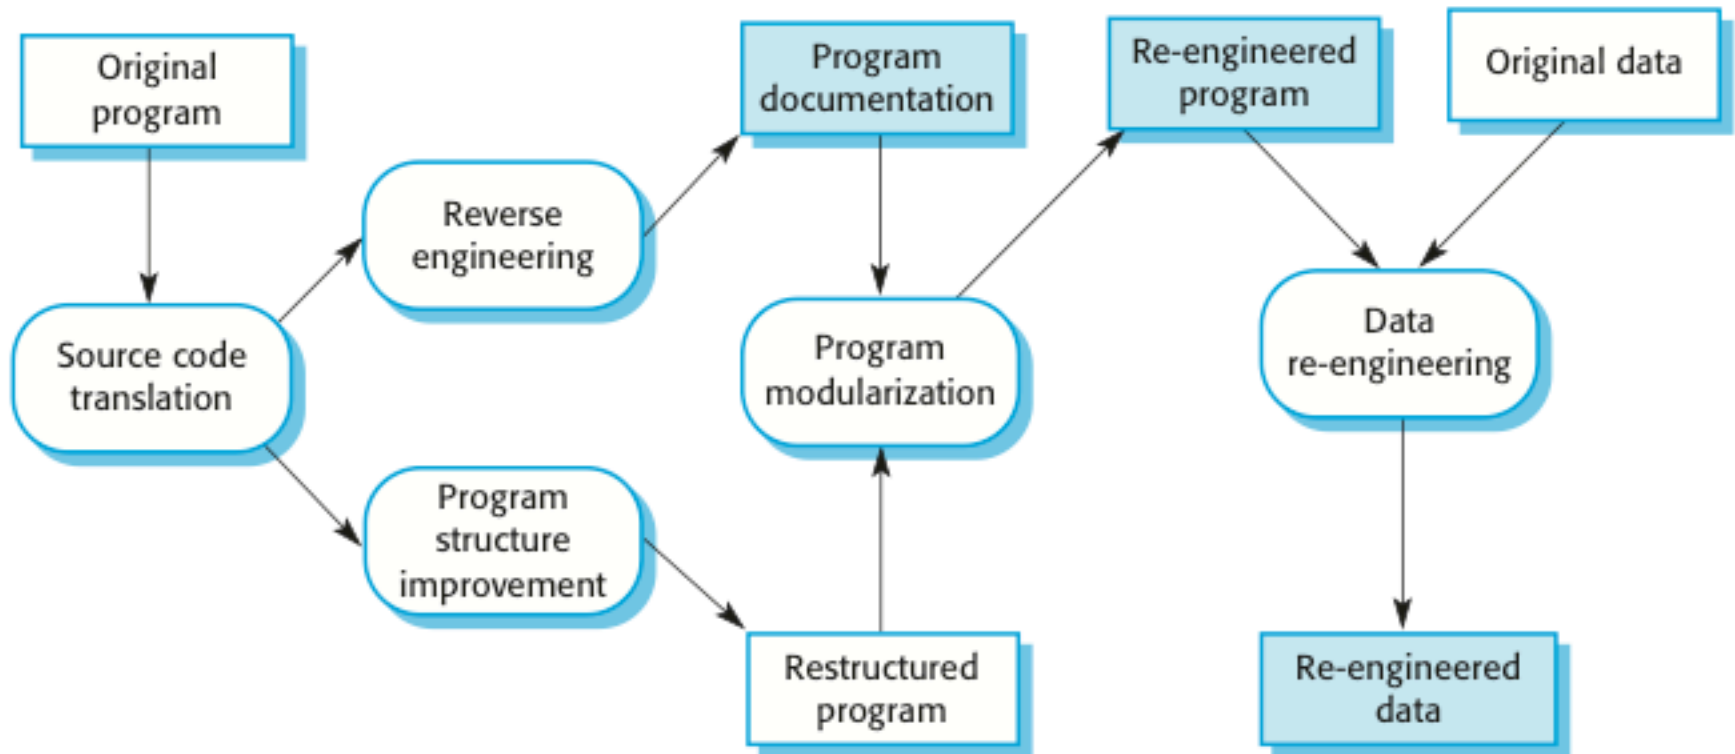 Original
program
Program
documentation
Re-engineered
program
Original data
Reverse
engineering
Source code
translation
Program
modularization
Data
re-engineering
Program
structure
improvement
Restructured
program
Re-engineered
data